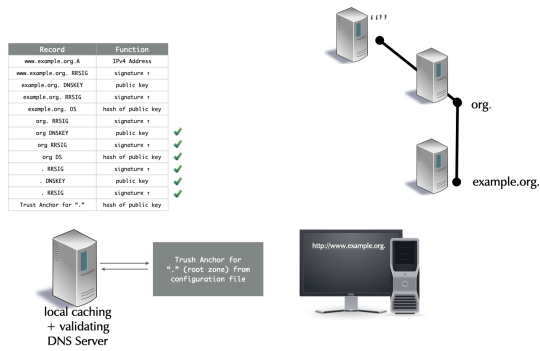 Record Function
www.example.org.A IPv4 Address
www.example.org. RRSIG signature ↑
example.org. DNSKEY public key
example.org. RRSIG signature ↑
example.org. DS hash of public key
org. RRSIG signature ↑
org DNSKEY public key
org RRSIG signature ↑
org DS hash of public key
. RRSIG signature ↑
. DNSKEY public key
. RRSIG signature ↑
Trust Anchor for "." hash of public key
“”
org.
example.org.
Trush Anchor for
"." (root zone) from
configuration file
http://www.example.org.
local caching
+ validating
DNS Server